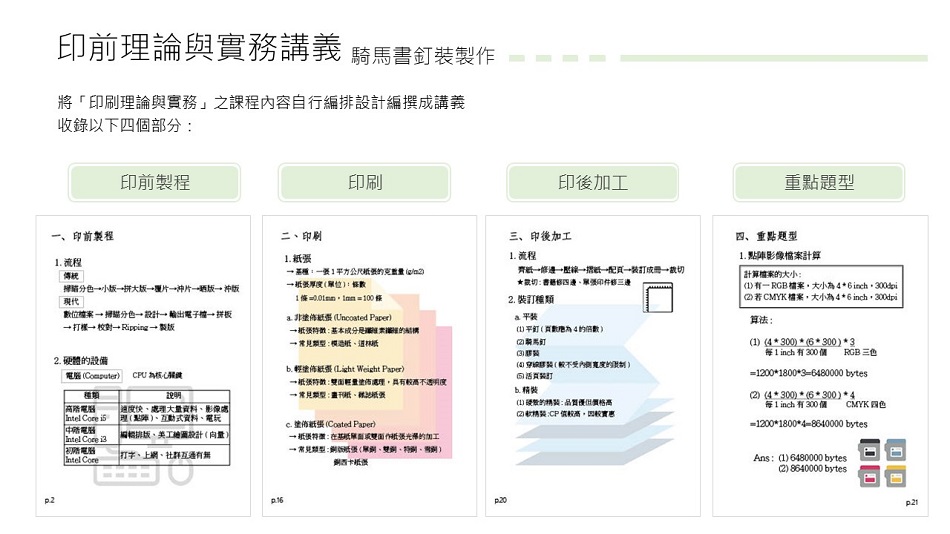 印前理論與實務講義 騎馬書釘裝製作
將「印刷理論與實務」之課程內容自行編排設計編撰成講義
收錄以下四個部分：
印前製程
一、印前製程
1. 流程
傳統
掃描分色→小版→拼大版→覆片→沖片→晒版→ 沖版
現代
數位檔案 → 掃描分色→ 設計→ 輸出電子檔→ 拼板
→ 打樣→ 校對→ Ripping → 製版
2. 硬體的設備
電腦 (Computer) CPU 為核心關鍵
種類 說明
高階電腦 Intel Core i5 速度快、處理大量資料、影像處理 ( 點陣 )、互動式資料、電玩
中階電腦 Intel Core i3 編輯排版、美工繪圖設計 ( 向量 )
初階電腦 Intel Core 打字、上網、社群互通有無
p.2
印刷
二、印刷
1. 紙張
→ 基種：一張 1 平方公尺紙張的克重量 (g/m2)
→ 紙張厚度 ( 單位 )：條數
1 條 =0.01mm，1mm = 100 條
a. 非塗佈紙張 (Uncoated Paper)
→ 紙張特徵：基本成分是纖維素纖維的結構
→ 常見類型：模造紙、道林紙
b. 輕塗佈紙張 (Light Weight Paper)
→ 紙張特徵：雙面輕量塗佈處理，具有較高不透明度
→ 常見類型：畫刊紙、雜誌紙張
c. 塗佈紙張 (Coated Paper)
→ 紙張特徵：在基紙單面或雙面作紙張光澤的加工
→ 常見類型：銅版紙張 ( 單銅、雙銅、特銅、雪銅 )
銅西卡紙張
p.16
印後加工
三、印後加工
1. 流程
齊紙→修邊→壓線→摺紙→配頁→裝訂成冊→裁切
★裁切：書籍修四邊、單張印件修三邊
2. 裝訂種類
a. 平裝
(1) 平釘 ( 頁數應為 4 的倍數 )
(2) 騎馬釘
(3) 膠裝
(4) 穿線膠裝 ( 較不受內側寬度的限制 )
(5) 活頁裝訂
b. 精裝
(1) 硬殼的精裝：品質優但價格高
(2) 軟精裝 :CP 值較高，因較實惠
p.20
重點題型
四、重點題型
1. 點陣影像檔案計算
計算檔案的大小：
(1) 有一 RGB 檔案，大小為 4 * 6 inch，300dpi
(2) 若 CMYK 檔案，大小為 4 * 6 inch，300dpi
算法：
(1) (4 * 300) * (6 * 300 ) * 3
每 1 inch 有 300 個 RGB 三色
=1200*1800*3=6480000 bytes
(2) (4 * 300) * (6 * 300 ) * 4
每 1 inch 有 300 個 CMYK 四色
=1200*1800*4=8640000 bytes
Ans : (1) 6480000 bytes
(2) 8640000 bytes
p.21